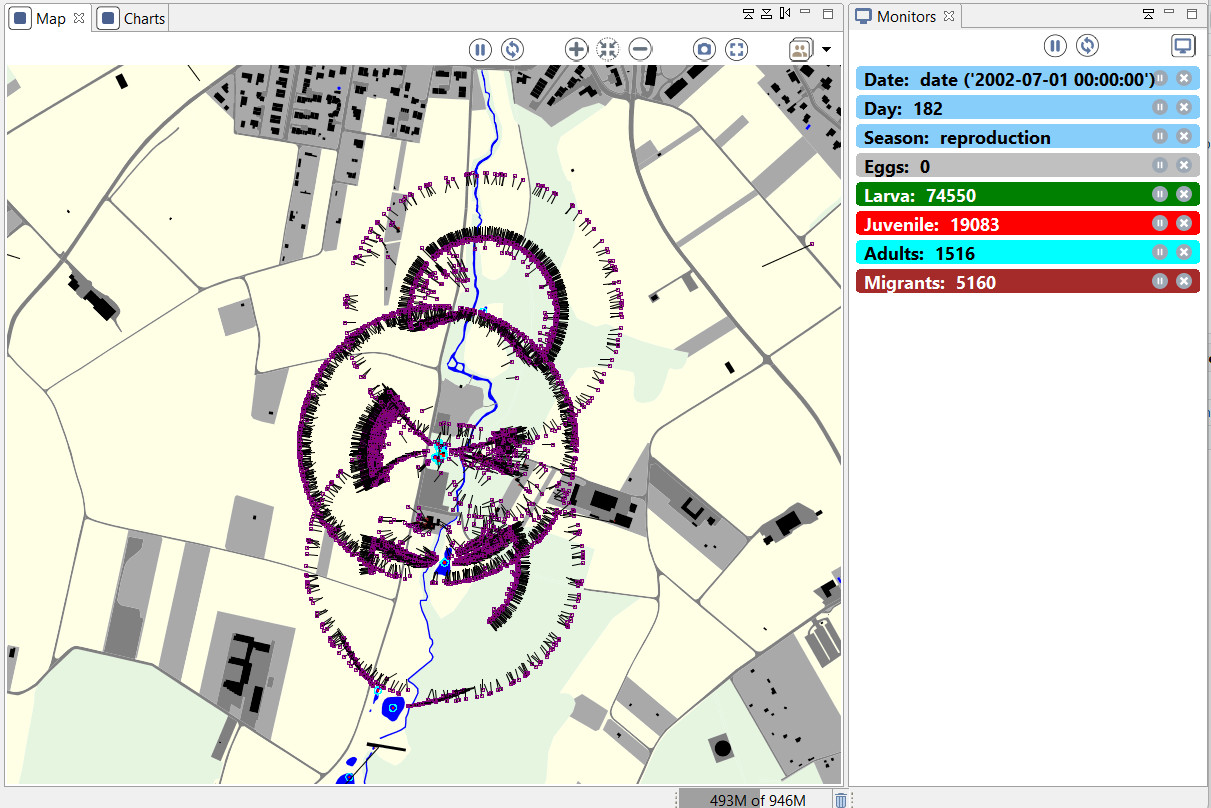 Map
Charts
Monitors
Date: date ('2002-07-01 00:00:00')
Day: 182
Season: reproduction
Eggs: 0
Larva: 74550
Juvenile: 19083
Adults: 1516
Migrants: 5160
493M of 946M